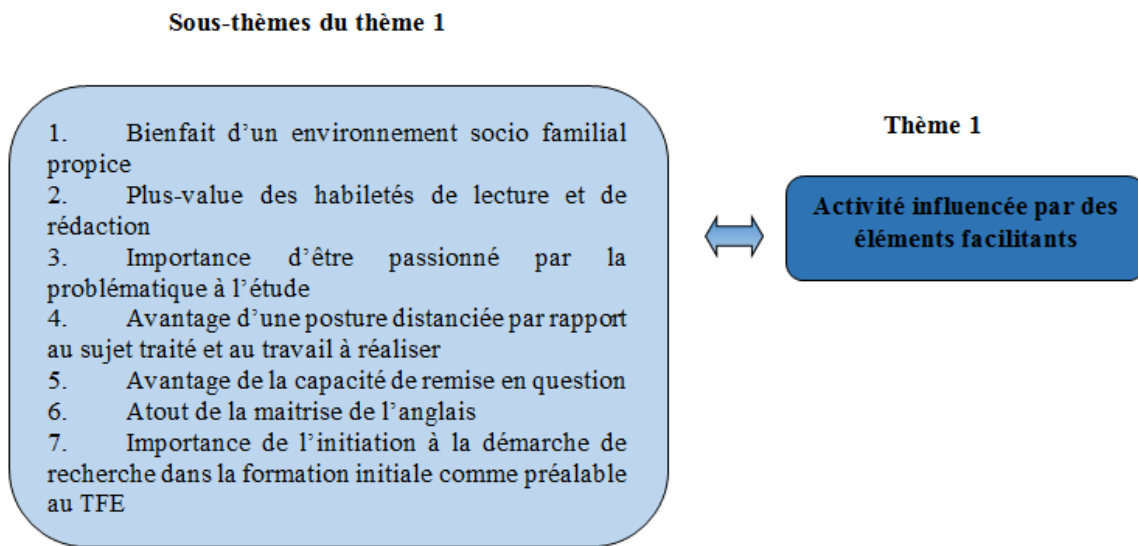 Sous-thèmes du thème 1
1. Bienfait d’un environnement socio familial
propice
2. Plus-value des habiletés de lecture et de
rédaction
3. Importance d’être passionné par la
problématique à l’étude
4. Avantage d’une posture distanciée par rapport
au sujet traité et au travail à réaliser
5. Avantage de la capacité de remise en question
6. Atout de la maitrise de l’anglais
7. Importance de l’initiation à la démarche de
recherche dans la formation initiale comme préalable
au TFE
Thème 1
Activité influencée par des
éléments facilitants